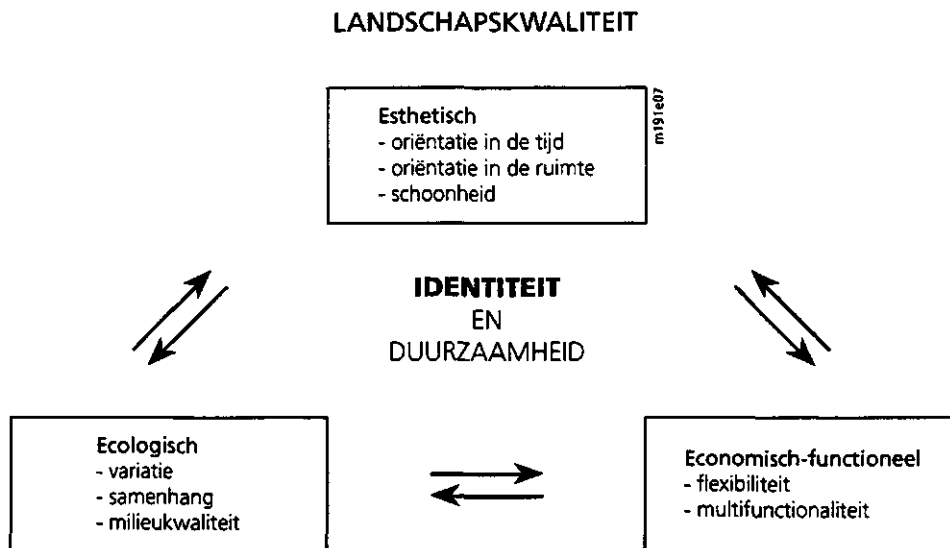 LANDSCHAPSKWALITEIT
Esthetisch
- oriëntatie in de tijd
- oriëntatie in de ruimte
- schoonheid
m191e07
IDENTITEIT
EN
DUURZAAMHEID
Ecologisch
- variatie
- samenhang
- milieukwaliteit
Economisch-functioneel
- flexibiliteit
- multifunctionaliteit